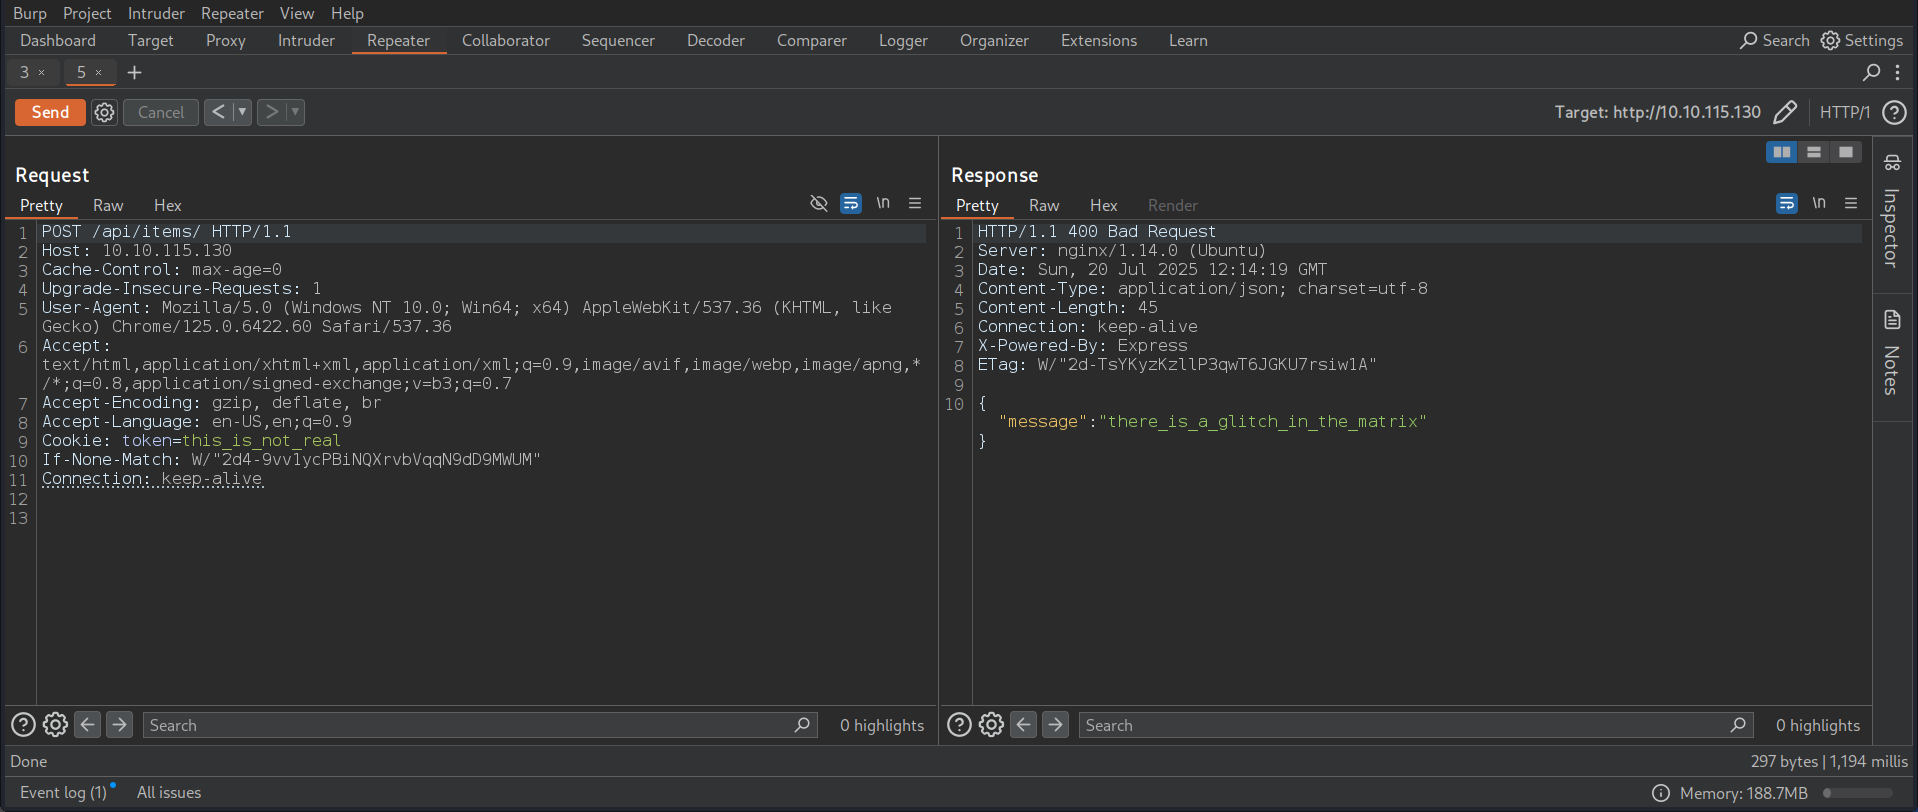 Burp Project Intruder Repeater View Help
Dashboard Target Proxy Intruder Repeater Collaborator Sequencer Decoder Comparer Logger Organizer Extensions Learn Search Settings
3 × 5 × +
Send Cancel < > Target: http://10.10.115.130 HTTP/1
Request
Pretty Raw Hex \n
1 POST /api/items/ HTTP/1.1
2 Host: 10.10.115.130
3 Cache-Control: max-age=0
4 Upgrade-Insecure-Requests: 1
5 User-Agent: Mozilla/5.0 (Windows NT 10.0; Win64; x64) AppleWebKit/537.36 (KHTML, like
Gecko) Chrome/125.0.6422.60 Safari/537.36
6 Accept:
text/html,application/xhtml+xml,application/xml;q=0.9,image/avif,image/webp,image/apng,*
/*;q=0.8,application/signed-exchange;v=b3;q=0.7
7 Accept-Encoding: gzip, deflate, br
8 Accept-Language: en-US,en;q=0.9
9 Cookie: token=this_is_not_real
10 If-None-Match: W/"2d4-9vv1ycPBiNQXrvbVqqN9dD9MWUM"
11 Connection: keep-alive
12
13
Search 0 highlights
Response
Pretty Raw Hex Render \n
1 HTTP/1.1 400 Bad Request
2 Server: nginx/1.14.0 (Ubuntu)
3 Date: Sun, 20 Jul 2025 12:14:19 GMT
4 Content-Type: application/json; charset=utf-8
5 Content-Length: 45
6 Connection: keep-alive
7 X-Powered-By: Express
8 ETag: W/"2d-TsYKyzKzllP3qwT6JGKU7rsiw1A"
9
10 {
"message":"there_is_a_glitch_in_the_matrix"
}
Search 0 highlights
Inspector
Notes
Done 297 bytes | 1,194 millis
Event log (1) All issues Memory: 188.7MB